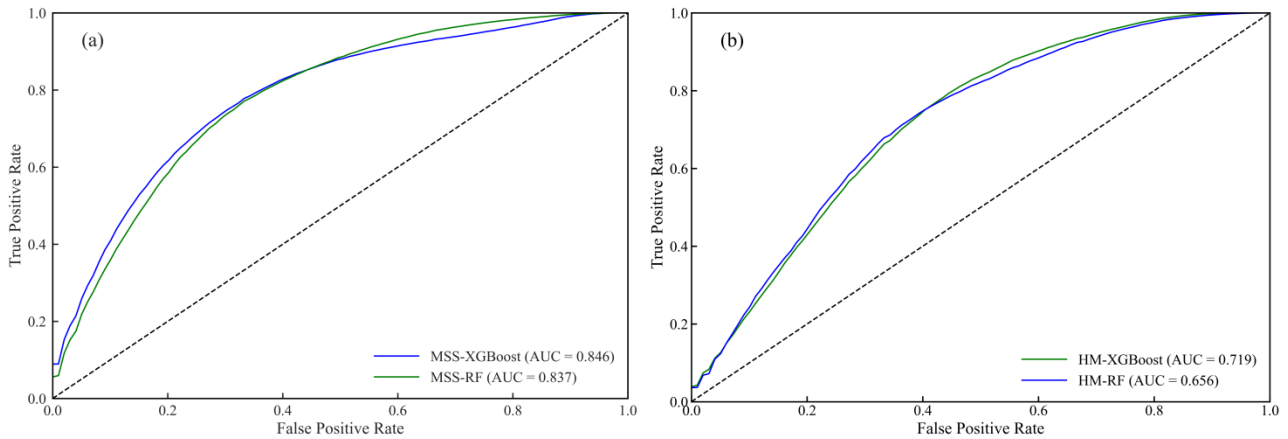 (a)
True Positive Rate
1.0
0.8
0.6
0.4
0.2
0.0
MSS-XGBoost (AUC = 0.846)
MSS-RF (AUC = 0.837)
0.0 0.2 0.4 0.6 0.8 1.0
False Positive Rate
(b)
True Positive Rate
1.0
0.8
0.6
0.4
0.2
0.0
HM-XGBoost (AUC = 0.719)
HM-RF (AUC = 0.656)
0.0 0.2 0.4 0.6 0.8 1.0
False Positive Rate